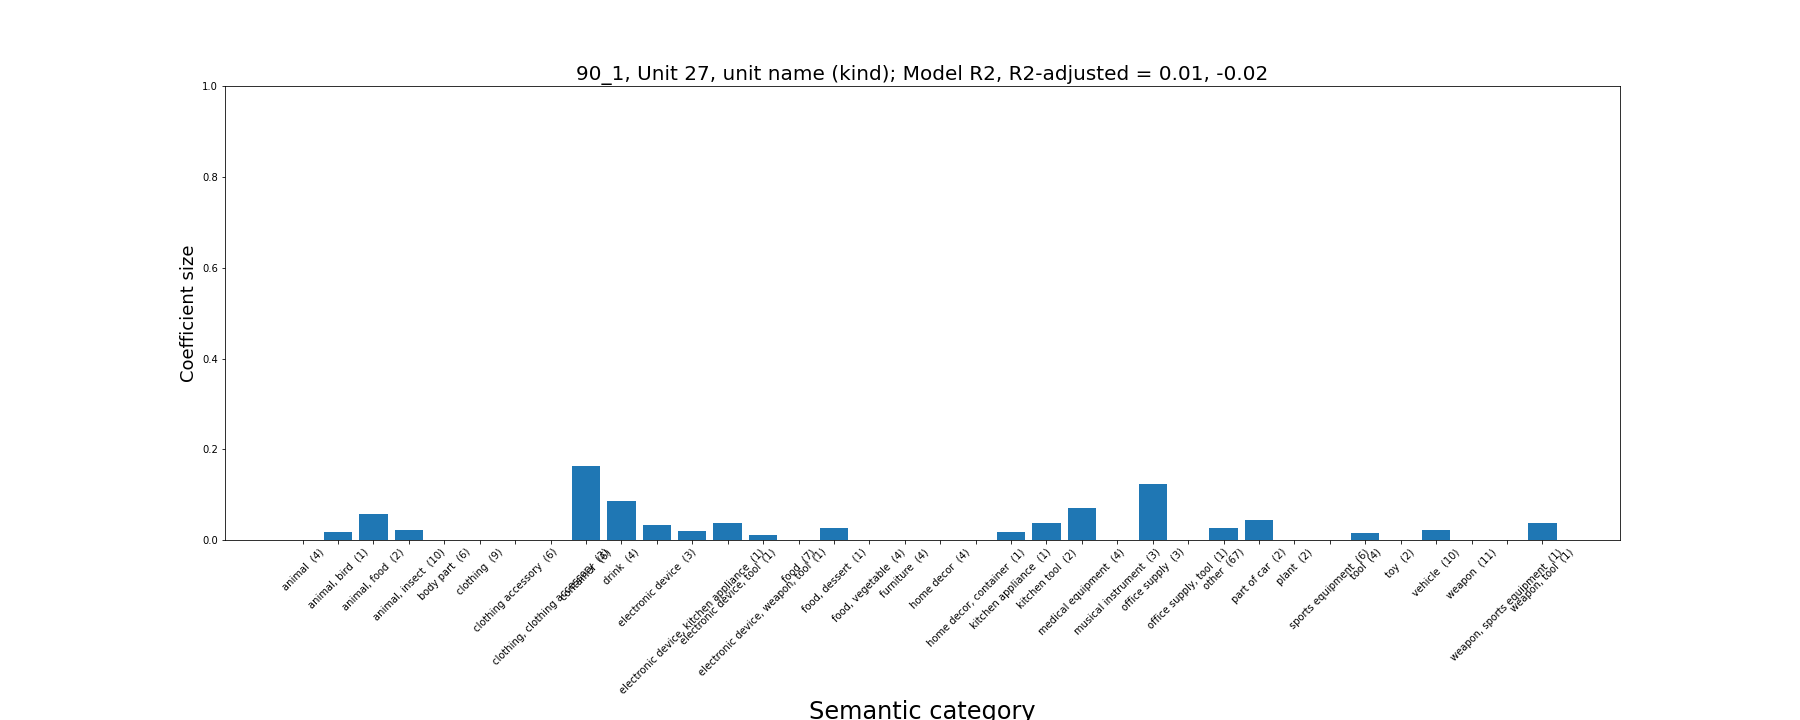 90_1, Unit 27, unit name (kind); Model R2, R2-adjusted = 0.01, -0.02
Coefficient size
1.0
0.8
0.6
0.4
0.2
0.0
animal (4)
animal, bird (1)
animal, food (2)
animal, insect (10)
body part (6)
clothing (9)
clothing accessory (6)
clothing, clothing accessory
container (6)
drink (4)
electronic device (3)
electronic device, kitchen appliance (1)
electronic device, tool (1)
electronic device, weapon, tool (1)
food (7)
food, dessert (1)
food, vegetable (4)
furniture (4)
home decor (4)
home decor, container (1)
kitchen appliance (1)
kitchen tool (2)
medical equipment (4)
musical instrument (3)
office supply (3)
office supply, tool (1)
other (67)
part of car (2)
plant (2)
sports equipment (6)
tool (4)
toy (2)
vehicle (10)
weapon (11)
weapon, sports equipment (1)
weapon, tool (1)
Semantic category